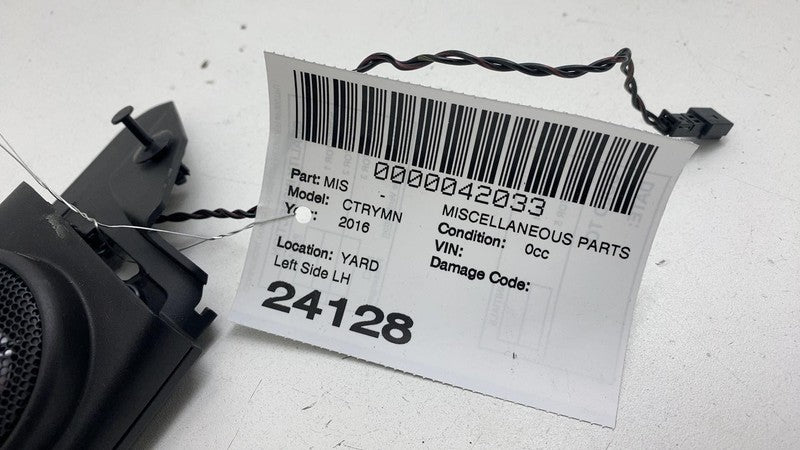 0000042033
Part: MIS - MISCELLANEOUS PARTS
Model: CTRYMN Condition: 0cc
2016 VIN:
Location: YARD Damage Code:
Left Side LH
24128